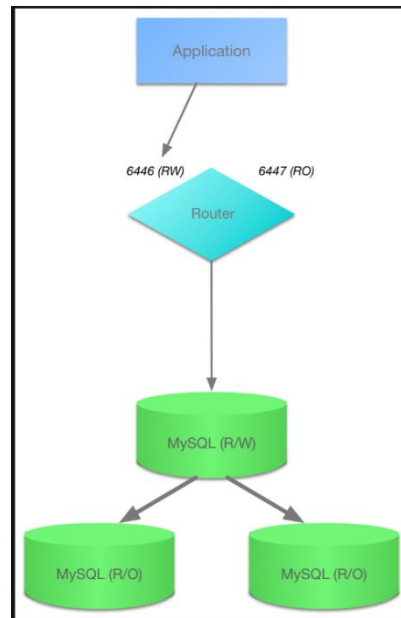 Application
6446 (RW)
6447 (RO)
Router
MySQL (R/W)
MySQL (R/O)
MySQL (R/O)